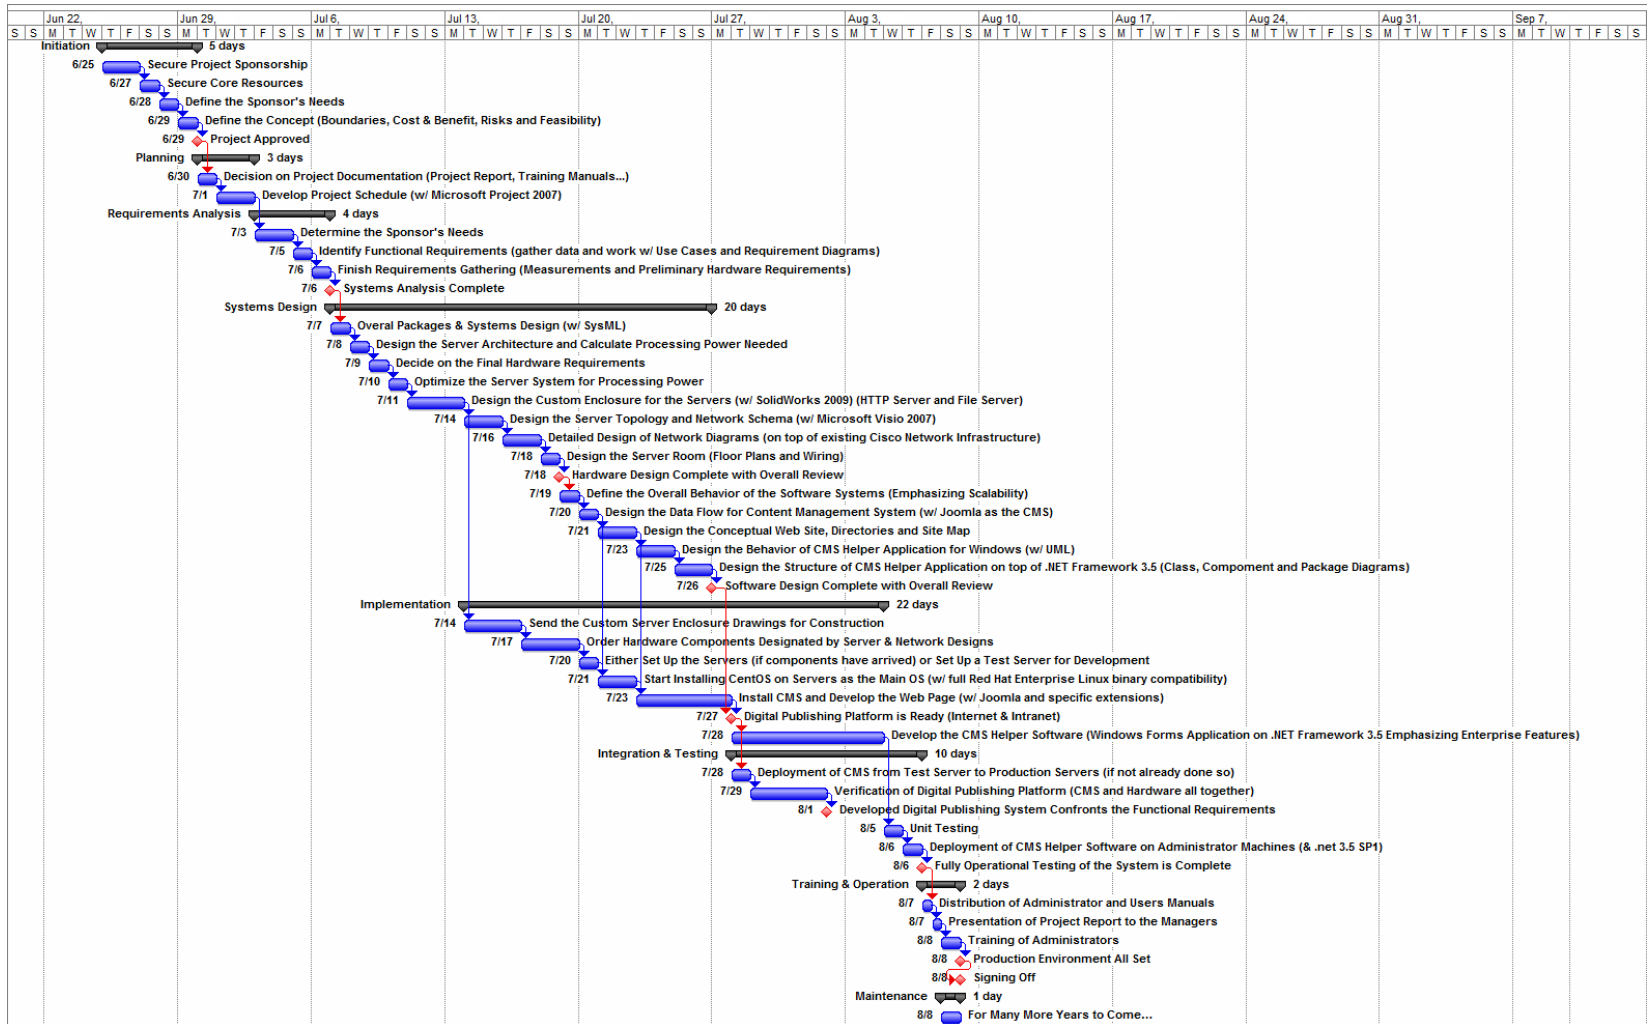 Jun 22, Jun 29, Jul 6, Jul 13, Jul 20, Jul 27, Aug 3, Aug 10, Aug 17, Aug 24, Aug 31, Sep 7,
S S M T W T F S S M T W T F S S M T W T F S S M T W T F S S M T W T F S S M T W T F S S M T W T F S S M T W T F S S M T W T F S S M T W T F S S M T W T F S S M T W T F S S
Initiation 5 days
6/25 Secure Project Sponsorship
6/27 Secure Core Resources
6/28 Define the Sponsor's Needs
6/29 Define the Concept (Boundaries, Cost & Benefit, Risks and Feasibility)
6/29 Project Approved
Planning 3 days
6/30 Decision on Project Documentation (Project Report, Training Manuals...)
7/1 Develop Project Schedule (w/ Microsoft Project 2007)
Requirements Analysis 4 days
7/3 Determine the Sponsor's Needs
7/5 Identify Functional Requirements (gather data and work w/ Use Cases and Requirement Diagrams)
7/6 Finish Requirements Gathering (Measurements and Preliminary Hardware Requirements)
7/6 Systems Analysis Complete
Systems Design 20 days
7/7 Overal Packages & Systems Design (w/ SysML)
7/8 Design the Server Architecture and Calculate Processing Power Needed
7/9 Decide on the Final Hardware Requirements
7/10 Optimize the Server System for Processing Power
7/11 Design the Custom Enclosure for the Servers (w/ SolidWorks 2009) (HTTP Server and File Server)
7/14 Design the Server Topology and Network Schema (w/ Microsoft Visio 2007)
7/16 Detailed Design of Network Diagrams (on top of existing Cisco Network Infrastructure)
7/18 Design the Server Room (Floor Plans and Wiring)
7/18 Hardware Design Complete with Overall Review
7/19 Define the Overall Behavior of the Software Systems (Emphasizing Scalability)
7/20 Design the Data Flow for Content Management System (w/ Joomla as the CMS)
7/21 Design the Conceptual Web Site, Directories and Site Map
7/23 Design the Behavior of CMS Helper Application for Windows (w/ UML)
7/25 Design the Structure of CMS Helper Application on top of .NET Framework 3.5 (Class, Component and Package Diagrams)
7/26 Software Design Complete with Overall Review
Implementation 22 days
7/14 Send the Custom Server Enclosure Drawings for Construction
7/17 Order Hardware Components Designated by Server & Network Designs
7/20 Either Set Up the Servers (if components have arrived) or Set Up a Test Server for Development
7/21 Start Installing CentOS on Servers as the Main OS (w/ full Red Hat Enterprise Linux binary compatibility)
7/23 Install CMS and Develop the Web Page (w/ Joomla and specific extensions)
7/27 Digital Publishing Platform is Ready (Internet & Intranet)
7/28 Develop the CMS Helper Software (Windows Forms Application on .NET Framework 3.5 Emphasizing Enterprise Features)
Integration & Testing 10 days
7/28 Deployment of CMS from Test Server to Production Servers (if not already done so)
7/29 Verification of Digital Publishing Platform (CMS and Hardware all together)
8/1 Developed Digital Publishing System Confronts the Functional Requirements
8/5 Unit Testing
8/6 Deployment of CMS Helper Software on Administrator Machines (& .net 3.5 SP1)
8/6 Fully Operational Testing of the System is Complete
Training & Operation 2 days
8/7 Distribution of Administrator and Users Manuals
8/7 Presentation of Project Report to the Managers
8/8 Training of Administrators
8/8 Production Environment All Set
8/8 Signing Off
Maintenance 1 day
8/8 For Many More Years to Come...